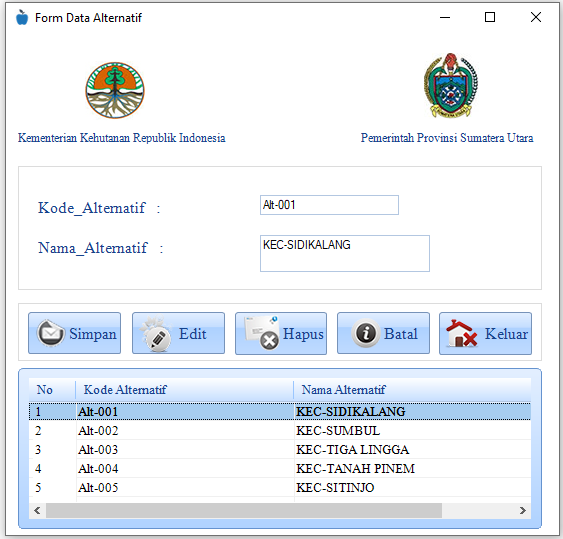 Form Data Alternatif
Kementerian Kehutanan Republik Indonesia
Pemerintah Provinsi Sumatera Utara
Kode_Alternatif :
Alt-001
Nama_Alternatif :
KEC-SIDIKALANG
Simpan Edit Hapus Batal Keluar
No Kode Alternatif Nama Alternatif
1 Alt-001 KEC-SIDIKALANG
2 Alt-002 KEC-SUMBUL
3 Alt-003 KEC-TIGA LINGGA
4 Alt-004 KEC-TANAH PINEM
5 Alt-005 KEC-SITINJO